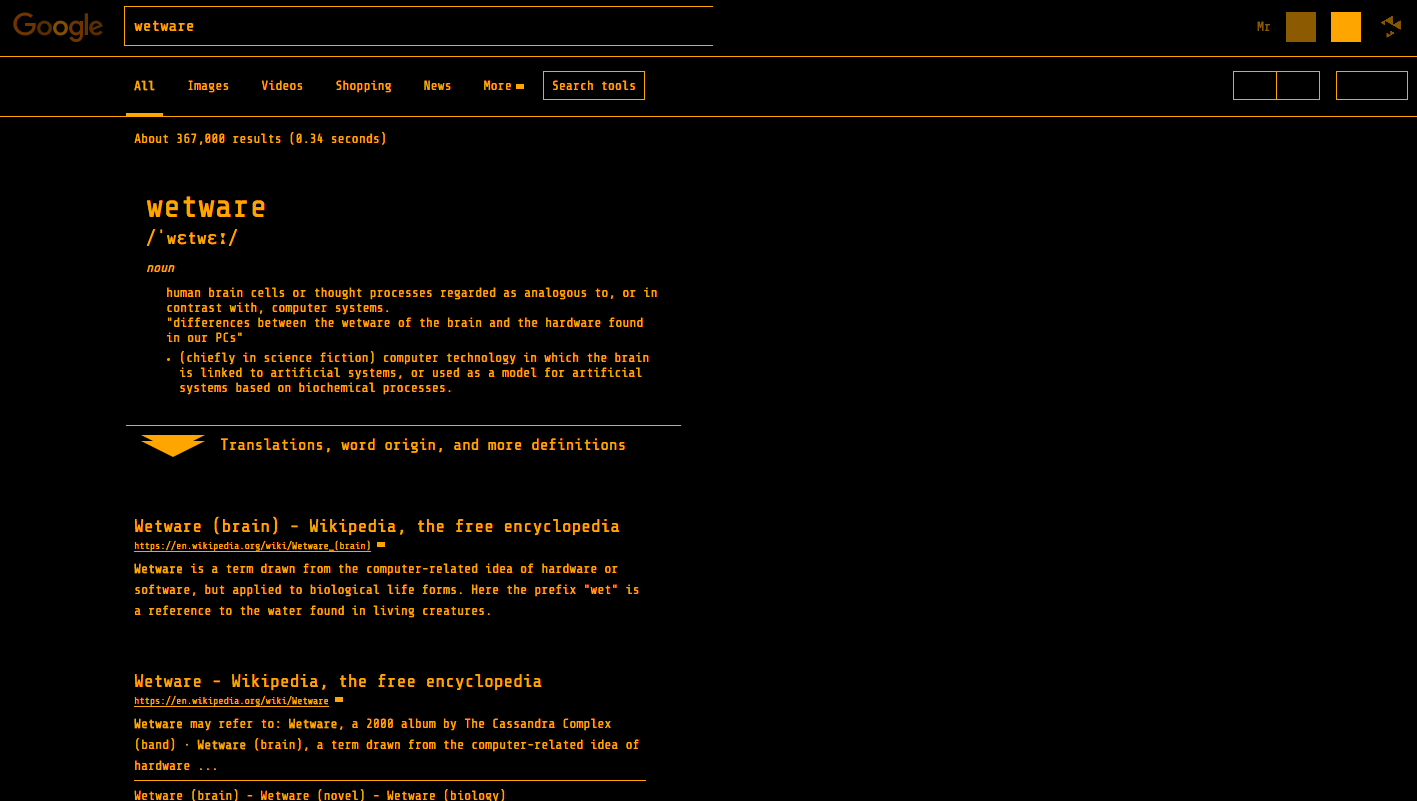 Google
wetware
Mr
All Images Videos Shopping News More Search tools
About 367,000 results (0.34 seconds)
wetware
/ˈwɛtwɛː/
noun
human brain cells or thought processes regarded as analogous to, or in
contrast with, computer systems.
"differences between the wetware of the brain and the hardware found
in our PCs"
• (chiefly in science fiction) computer technology in which the brain
is linked to artificial systems, or used as a model for artificial
systems based on biochemical processes.
Translations, word origin, and more definitions
Wetware (brain) - Wikipedia, the free encyclopedia
https://en.wikipedia.org/wiki/Wetware_(brain)
Wetware is a term drawn from the computer-related idea of hardware or
software, but applied to biological life forms. Here the prefix "wet" is
a reference to the water found in living creatures.
Wetware - Wikipedia, the free encyclopedia
https://en.wikipedia.org/wiki/Wetware
Wetware may refer to: Wetware, a 2000 album by The Cassandra Complex
(band) · Wetware (brain), a term drawn from the computer-related idea of
hardware ...
Wetware (brain) - Wetware (novel) - Wetware (biology)